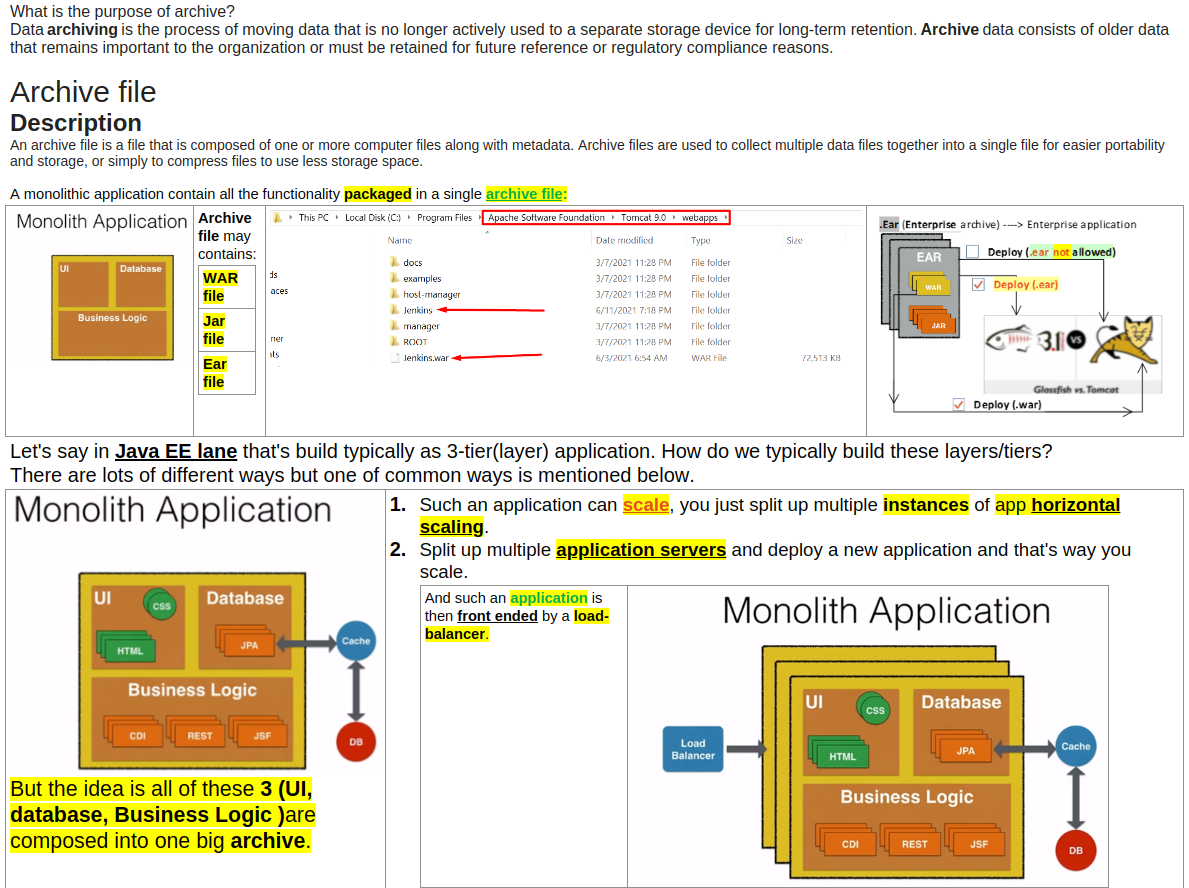 What is the purpose of archive?
Data archiving is the process of moving data that is no longer actively used to a separate storage device for long-term retention. Archive data consists of older data
that remains important to the organization or must be retained for future reference or regulatory compliance reasons.
Archive file
Description
An archive file is a file that is composed of one or more computer files along with metadata. Archive files are used to collect multiple data files together into a single file for easier portability
and storage, or simply to compress files to use less storage space.
A monolithic application contain all the functionality packaged in a single archive file:
Monolith Application
UI
Database
Business Logic
Archive
file may
contains:
WAR
file
Jar
file
Ear
file
This PC › Local Disk (C:) › Program Files › Apache Software Foundation › Tomcat 9.0 › webapps ›
Name Date modified Type Size
ds
aces
ner
nts
docs 3/7/2021 11:28 PM File folder
examples 3/7/2021 11:28 PM File folder
host-manager 3/7/2021 11:28 PM File folder
Jenkins 6/11/2021 7:18 PM File folder
manager 3/7/2021 11:28 PM File folder
ROOT 3/7/2021 11:28 PM File folder
Jenkins.war 6/3/2021 6:54 AM WAR File 72,513 KB
.Ear (Enterprise archive) ----> Enterprise application
EAR
WAR
JAR
Deploy (.ear not allowed)
Deploy (.ear)
3.1
VS
Glassfish vs. Tomcat
Deploy (.war)
Let's say in Java EE lane that's build typically as 3-tier(layer) application. How do we typically build these layers/tiers?
There are lots of different ways but one of common ways is mentioned below.
Monolith Application
UI
CSS
HTML
Database
JPA
Cache
Business Logic
CDI
REST
JSF
DB
But the idea is all of these 3 (UI,
database, Business Logic )are
composed into one big archive.
1. Such an application can scale, you just split up multiple instances of app horizontal
scaling.
2. Split up multiple application servers and deploy a new application and that's way you
scale.
And such an application is
then front ended by a load-
balancer.
Monolith Application
Load
Balancer
UI
CSS
HTML
Database
JPA
Cache
Business Logic
CDI
REST
JSF
DB